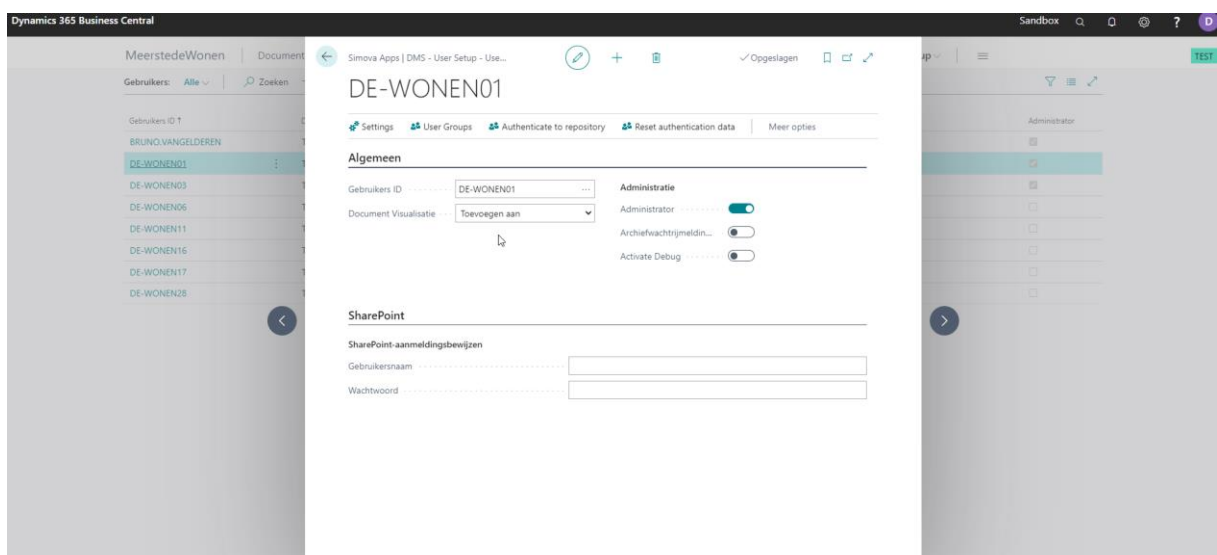 Dynamics 365 Business Central
Sandbox
?
D
MeerstedeWonen
Document
TEST
Gebruikers: Alle
Zoeken
Gebruikers ID ↑
Administrator
BRUNO.VANGELDEREN
DE-WONEN01
DE-WONEN03
DE-WONEN06
DE-WONEN11
DE-WONEN16
DE-WONEN17
DE-WONEN28
Simova Apps | DMS - User Setup - Use...
Opgeslagen
DE-WONEN01
Settings User Groups Authenticate to repository Reset authentication data Meer opties
Algemeen
Gebruikers ID DE-WONEN01 ...
Document Visualisatie Toevoegen aan
Administratie
Administrator
Archiefwachtrijmeldin...
Activate Debug
SharePoint
SharePoint-aanmeldingsbewijzen
Gebruikersnaam
Wachtwoord